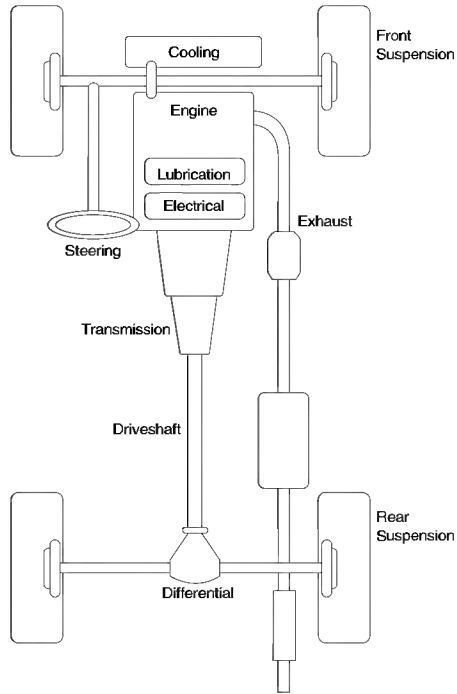 Cooling
Front
Suspension
Engine
Lubrication
Electrical
Exhaust
Steering
Transmission
Driveshaft
Rear
Suspension
Differential